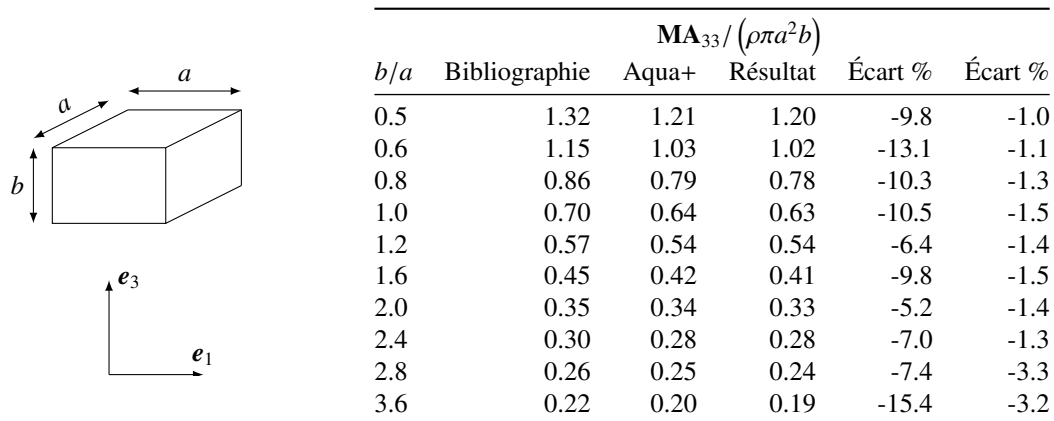 a
a
b
e₃
e₁
MA₃₃/(ρπa²b)
b/a Bibliographie Aqua+ Résultat Écart % Écart %
0.5 1.32 1.21 1.20 -9.8 -1.0
0.6 1.15 1.03 1.02 -13.1 -1.1
0.8 0.86 0.79 0.78 -10.3 -1.3
1.0 0.70 0.64 0.63 -10.5 -1.5
1.2 0.57 0.54 0.54 -6.4 -1.4
1.6 0.45 0.42 0.41 -9.8 -1.5
2.0 0.35 0.34 0.33 -5.2 -1.4
2.4 0.30 0.28 0.28 -7.0 -1.3
2.8 0.26 0.25 0.24 -7.4 -3.3
3.6 0.22 0.20 0.19 -15.4 -3.2